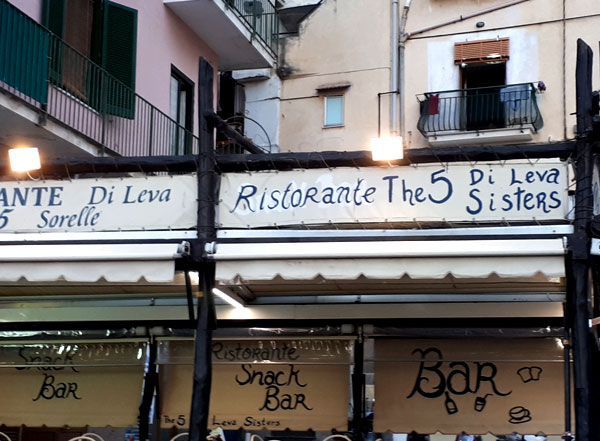 ANTE Di Leva
5 Sorelle
Ristorante The 5 Di Leva
Sisters
Snack
Bar
Ristorante
Snack
Bar
The 5 Leva Sisters
Bar